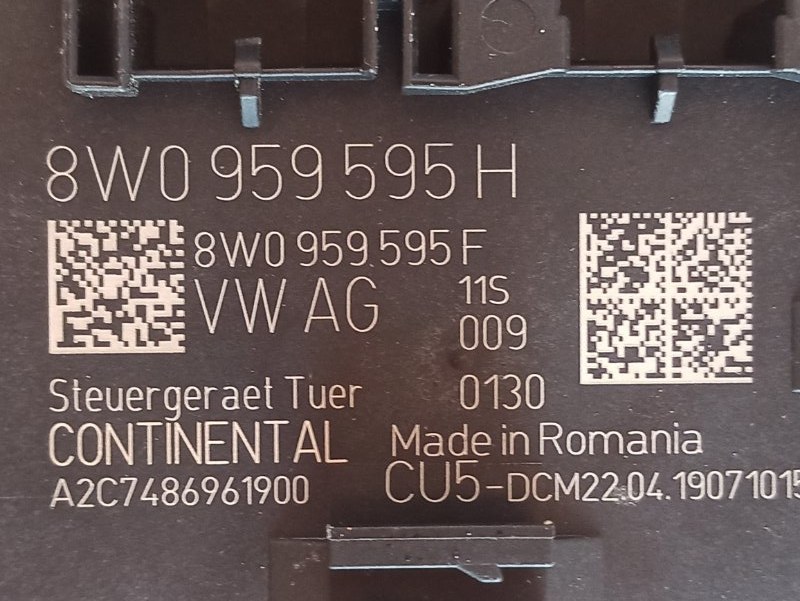 8W0 959 595 H
8W0 959 595 F
VW AG
11S
009
Steuergeraet Tuer
0130
CONTINENTAL
Made in Romania
A2C7486961900
CU5-DCM22.04.19071015